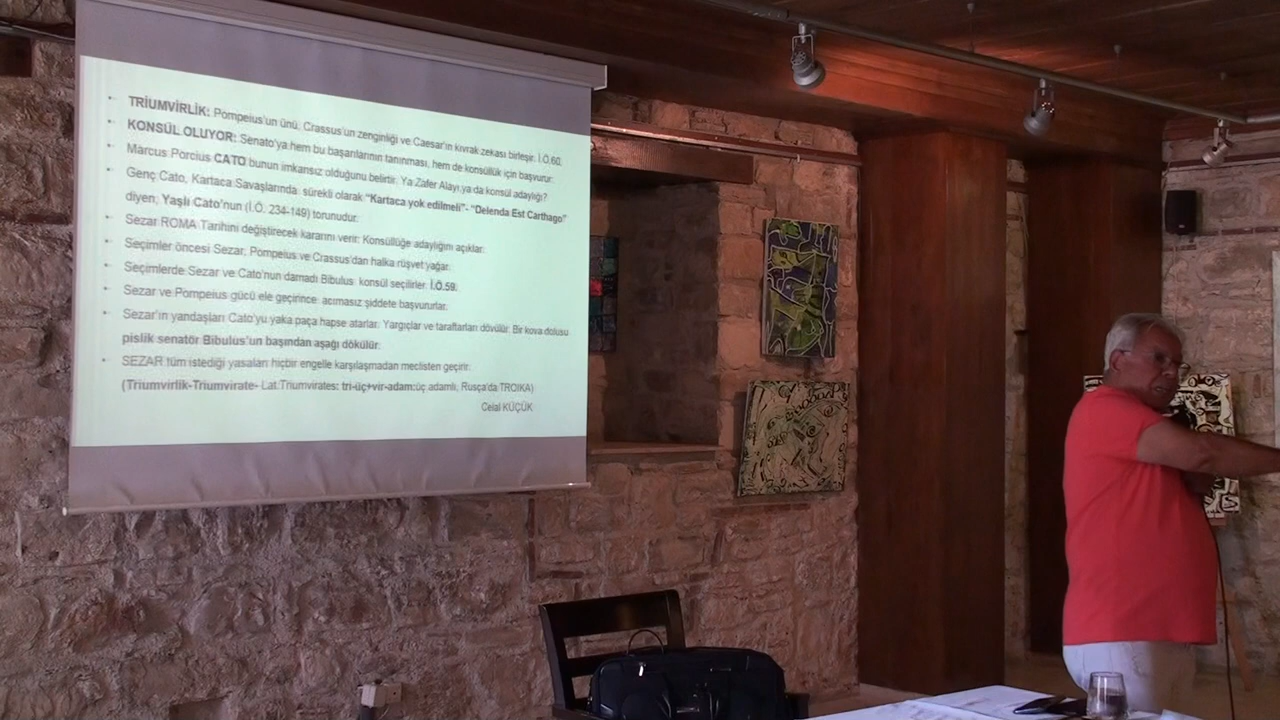 TRİUMVİRLİK: Pompeius'un ünü, Crassus'un zenginliği ve Caesar'ın kıvrak zekası birleşir. İ.Ö.60.
KONSÜL OLUYOR: Senato'ya hem bu başarılarının tanınması, hem de konsüllük için başvurur.
Marcus Porcius CATO bunun imkansız olduğunu belirtir. Ya Zafer Alayı ya da konsül adaylığı?
Genç Cato, Kartaca Savaşlarında: sürekli olarak "Kartaca yok edilmeli"- "Delenda Est Carthago"
diyen; Yaşlı Cato'nun (İ.Ö. 234-149) torunudur.
Sezar ROMA Tarihini değiştirecek kararını verir: Konsüllüğe adaylığını açıklar.
Seçimler öncesi Sezar, Pompeius ve Crassus'dan halka rüşvet yağar.
Seçimlerde Sezar ve Cato'nun damadı Bibulus: konsül seçilirler. İ.Ö.59.
Sezar ve Pompeius gücü ele geçirince: acımasız şiddete başvururlar.
Sezar'ın yandaşları Cato'yu yaka paça hapse atarlar. Yargıçlar ve taraftarları dövülür. Bir kova dolusu
pislik senatör Bibulus'un başından aşağı dökülür.
SEZAR tüm istediği yasaları hiçbir engelle karşılaşmadan meclisten geçirir.
(Triumvirlik-Triumvirate- Lat.Triumvirates: tri-üç+vir-adam:üç adamlı, Rusça'da TROIKA)
Celal KÜÇÜK